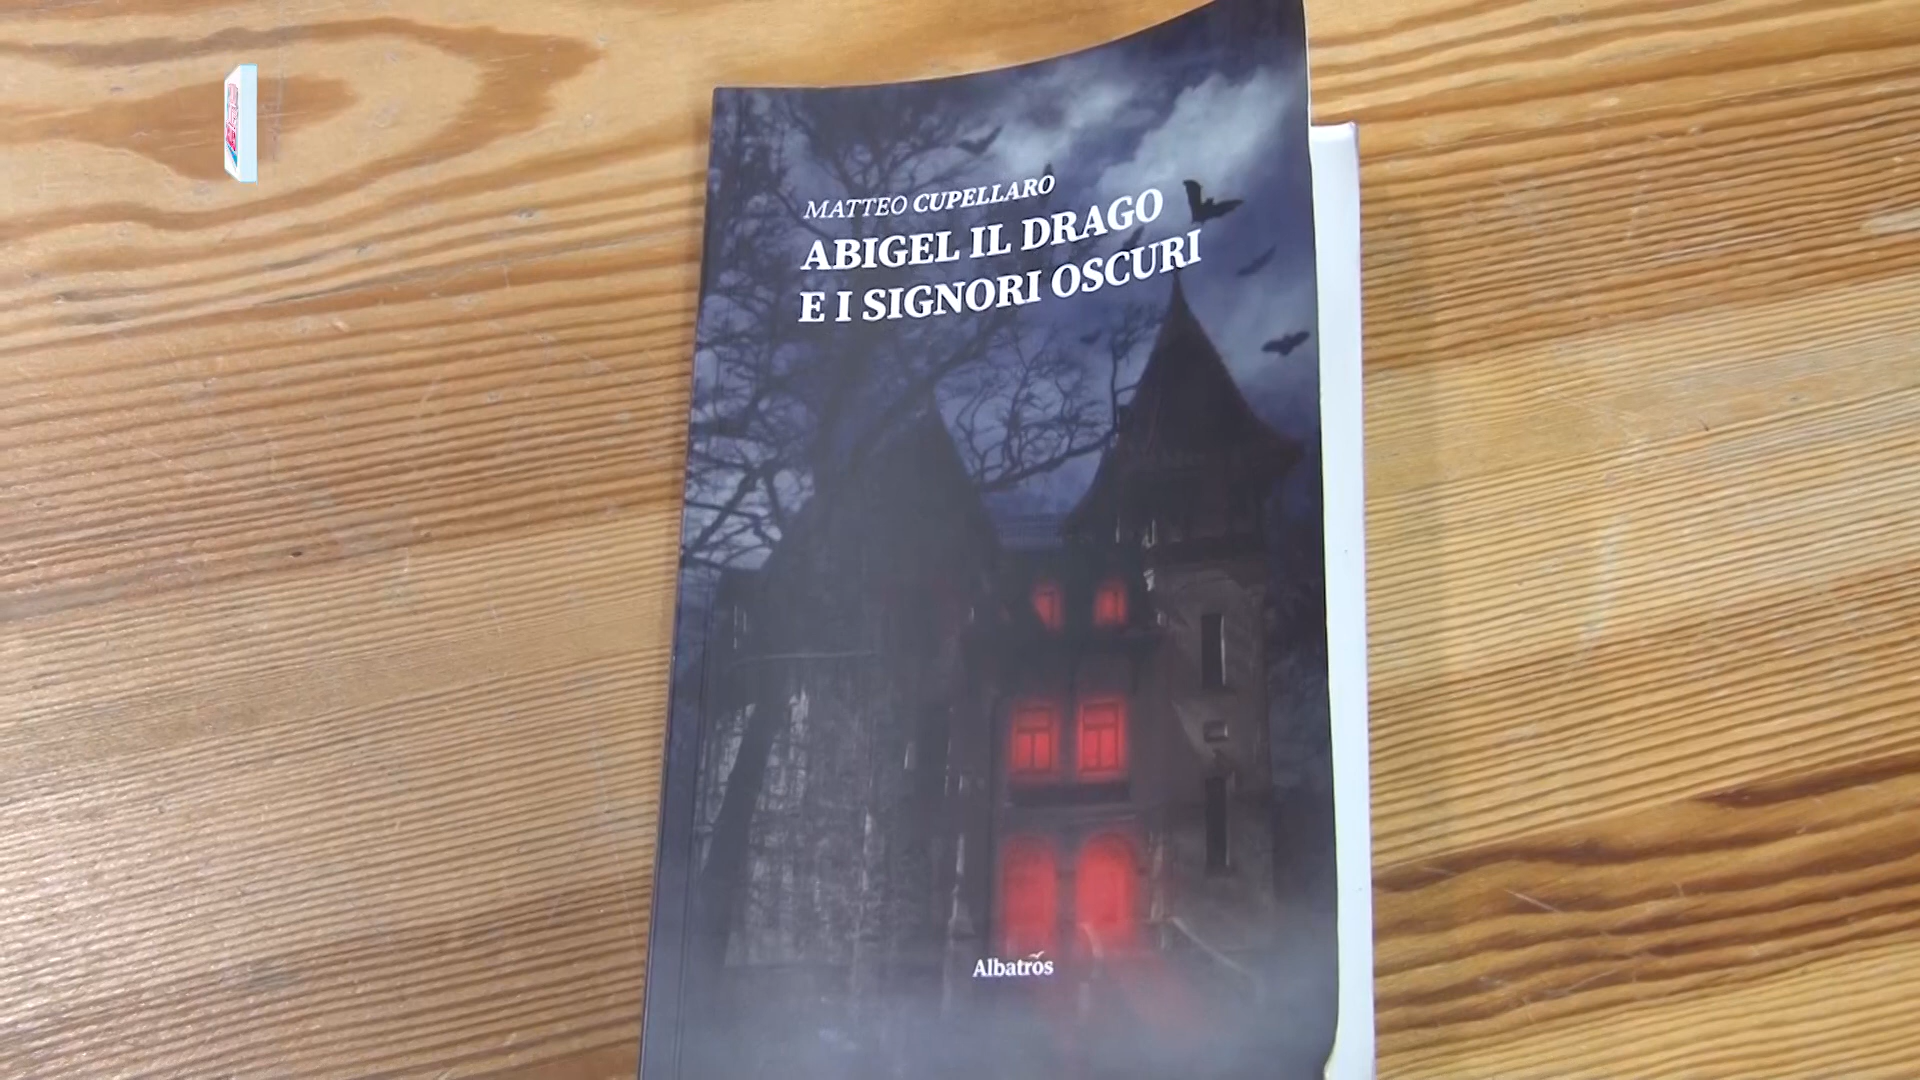 MATTEO CUPELLARO
ABIGEL IL DRAGO
E I SIGNORI OSCURI
Albatros